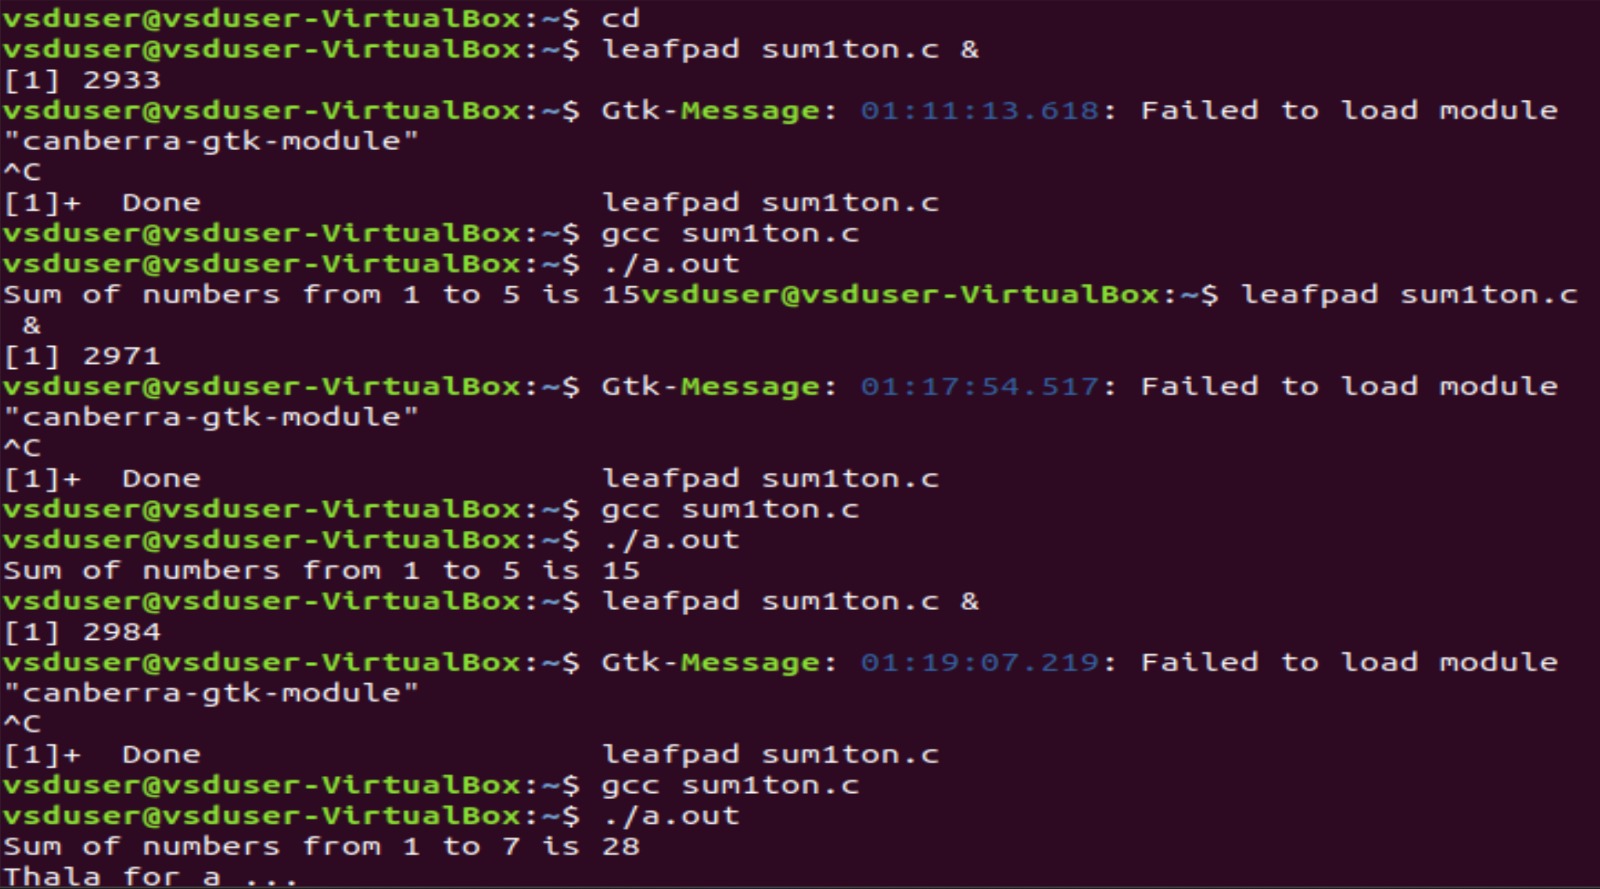 vsduser@vsduser-VirtualBox:~$ cd
vsduser@vsduser-VirtualBox:~$ leafpad sum1ton.c &
[1] 2933
vsduser@vsduser-VirtualBox:~$ Gtk-Message: 01:11:13.618: Failed to load module
"canberra-gtk-module"
^C
[1]+  Done                    leafpad sum1ton.c
vsduser@vsduser-VirtualBox:~$ gcc sum1ton.c
vsduser@vsduser-VirtualBox:~$ ./a.out
Sum of numbers from 1 to 5 is 15vsduser@vsduser-VirtualBox:~$ leafpad sum1ton.c
 &
[1] 2971
vsduser@vsduser-VirtualBox:~$ Gtk-Message: 01:17:54.517: Failed to load module
"canberra-gtk-module"
^C
[1]+  Done                    leafpad sum1ton.c
vsduser@vsduser-VirtualBox:~$ gcc sum1ton.c
vsduser@vsduser-VirtualBox:~$ ./a.out
Sum of numbers from 1 to 5 is 15
vsduser@vsduser-VirtualBox:~$ leafpad sum1ton.c &
[1] 2984
vsduser@vsduser-VirtualBox:~$ Gtk-Message: 01:19:07.219: Failed to load module
"canberra-gtk-module"
^C
[1]+  Done                    leafpad sum1ton.c
vsduser@vsduser-VirtualBox:~$ gcc sum1ton.c
vsduser@vsduser-VirtualBox:~$ ./a.out
Sum of numbers from 1 to 7 is 28
Thala for a ...